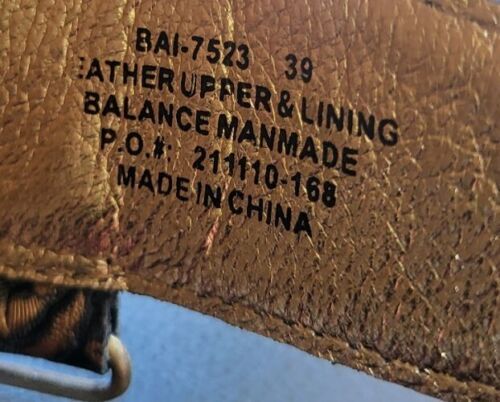 BAI-7523 39
EATHER UPPER & LINING
BALANCE MANMADE
P.O.#: 211110-168
MADE IN CHINA